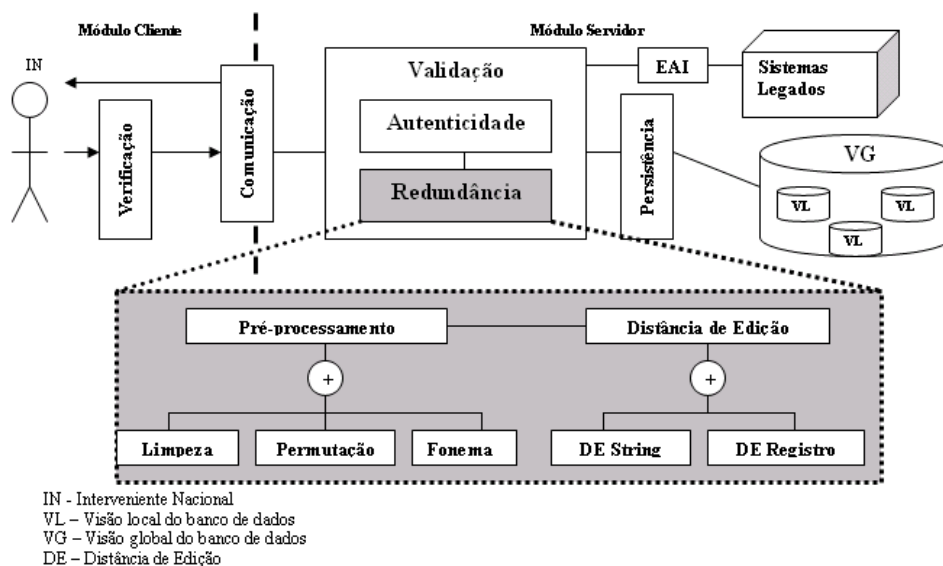 Módulo Cliente
Módulo Servidor
IN
Verificação
Comunicação
Validação
Autenticidade
Redundância
EAI
Sistemas
Legados
Persistência
VG
VL
VL
VL
Pré-processamento
Distância de Edição
+
+
Limpeza
Permutação
Fonema
DE String
DE Registro
IN - Interveniente Nacional
VL – Visão local do banco de dados
VG – Visão global do banco de dados
DE – Distância de Edição